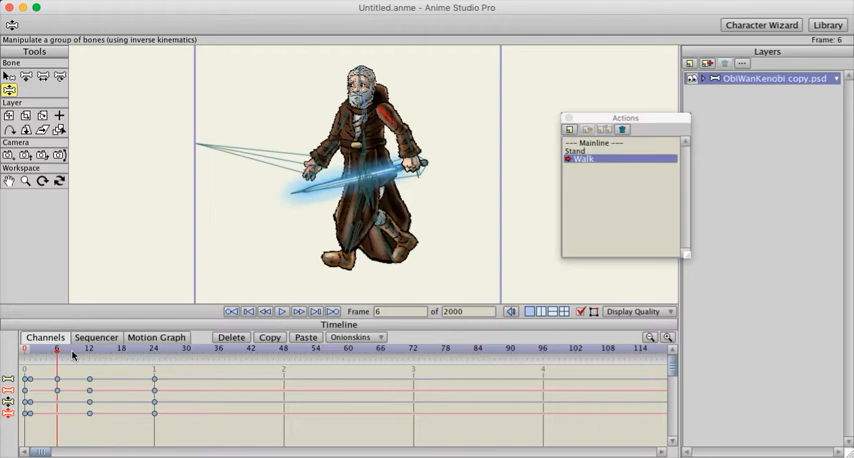 Untitled.anme - Anime Studio Pro
Character Wizard Library
Manipulate a group of bones (using inverse kinematics) Frame: 6
Tools
Bone
Layer
Camera
Workspace
Layers
ObiWanKenobi copy.psd
Actions
--- Mainline ---
Stand
Walk
Frame 6 of 2000 Display Quality
Timeline
Channels Sequencer Motion Graph Delete Copy Paste Onionskins
0 6 12 18 24 30 36 42 48 54 60 66 72 78 84 90 96 102 108 114
0 1 2 3 4